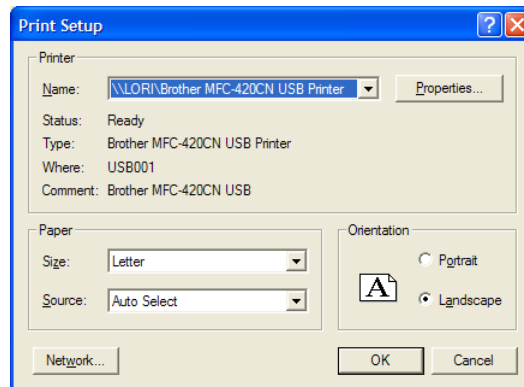 Print Setup
Printer
Name: \\LORI\Brother MFC-420CN USB Printer Properties...
Status: Ready
Type: Brother MFC-420CN USB Printer
Where: USB001
Comment: Brother MFC-420CN USB
Paper
Size: Letter
Source: Auto Select
Orientation
A
Portrait
Landscape
Network... OK Cancel